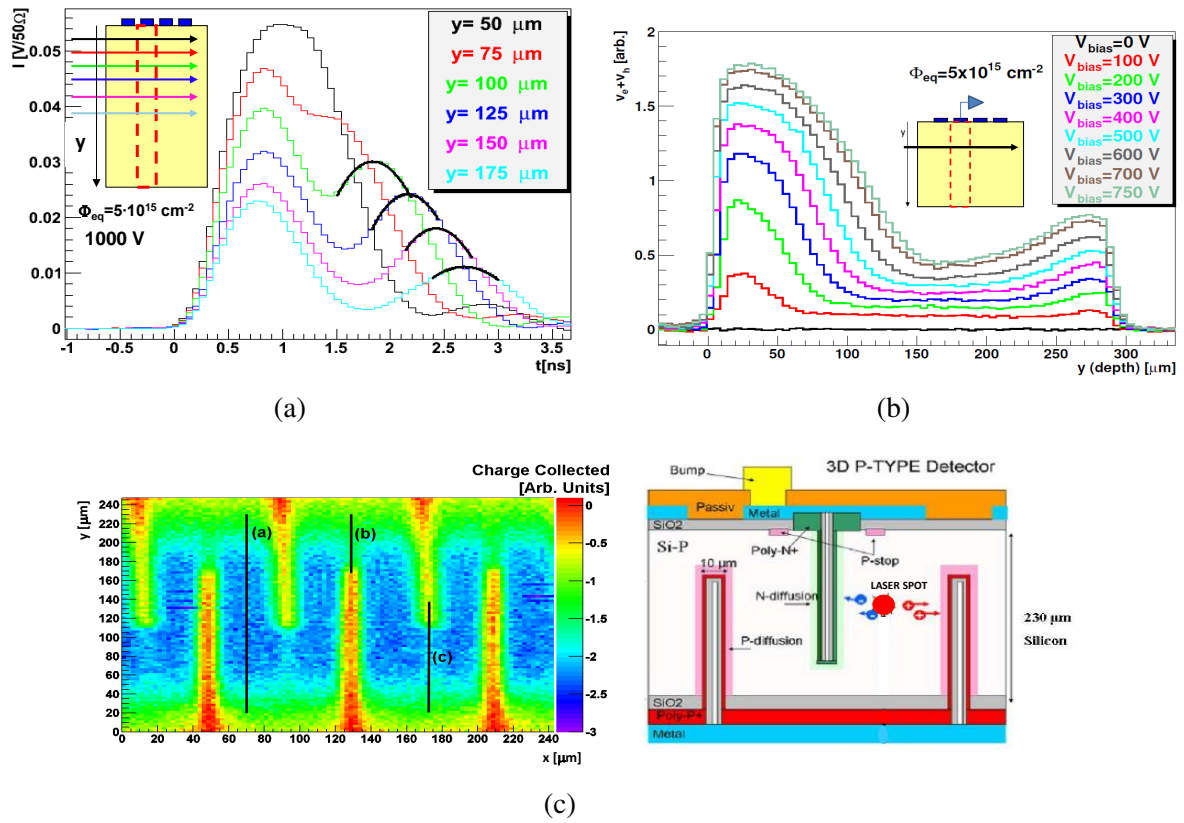 I [V/50Ω]
0.05
0.04
0.03
0.02
0.01
0
-1 -0.5 0 0.5 1 1.5 2 2.5 3 3.5
t[ns]
y
Φeq=5·10^15 cm^-2
1000 V
y= 50 μm
y= 75 μm
y= 100 μm
y= 125 μm
y= 150 μm
y= 175 μm
(a)
ve+vh [arb.]
2
1.5
1
0.5
0
0 50 100 150 200 250 300
y (depth) [μm]
Φeq=5x10^15 cm^-2
y
Vbias=0 V
Vbias=100 V
Vbias=200 V
Vbias=300 V
Vbias=400 V
Vbias=500 V
Vbias=600 V
Vbias=700 V
Vbias=750 V
(b)
Charge Collected
[Arb. Units]
y [μm]
240
220
200
180
160
140
120
100
80
60
40
20
0
0 20 40 60 80 100 120 140 160 180 200 220 240
x [μm]
(a)
(b)
(c)
0
-0.5
-1
-1.5
-2
-2.5
-3
3D P-TYPE Detector
Bump
Passiv
Metal
SiO2
Poly-N+
P-stop
Si-P
10 μm
LASER SPOT
N-diffusion
P-diffusion
230 μm
Silicon
SiO2
Poly-P+
Metal
(c)